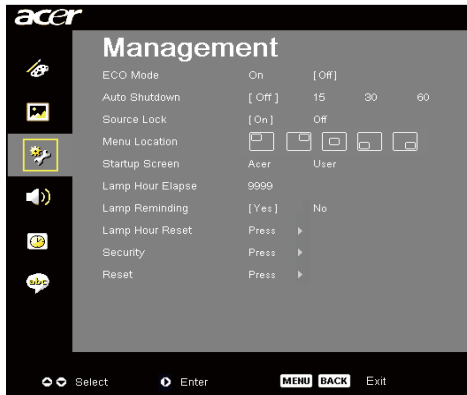 acer
Management
ECO Mode On [Off]
Auto Shutdown [ Off ] 15 30 60
Source Lock [On] Off
Menu Location
Startup Screen Acer User
Lamp Hour Elapse 9999
Lamp Reminding [Yes] No
Lamp Hour Reset Press
Security Press
Reset Press
abc
Select Enter MENU BACK Exit